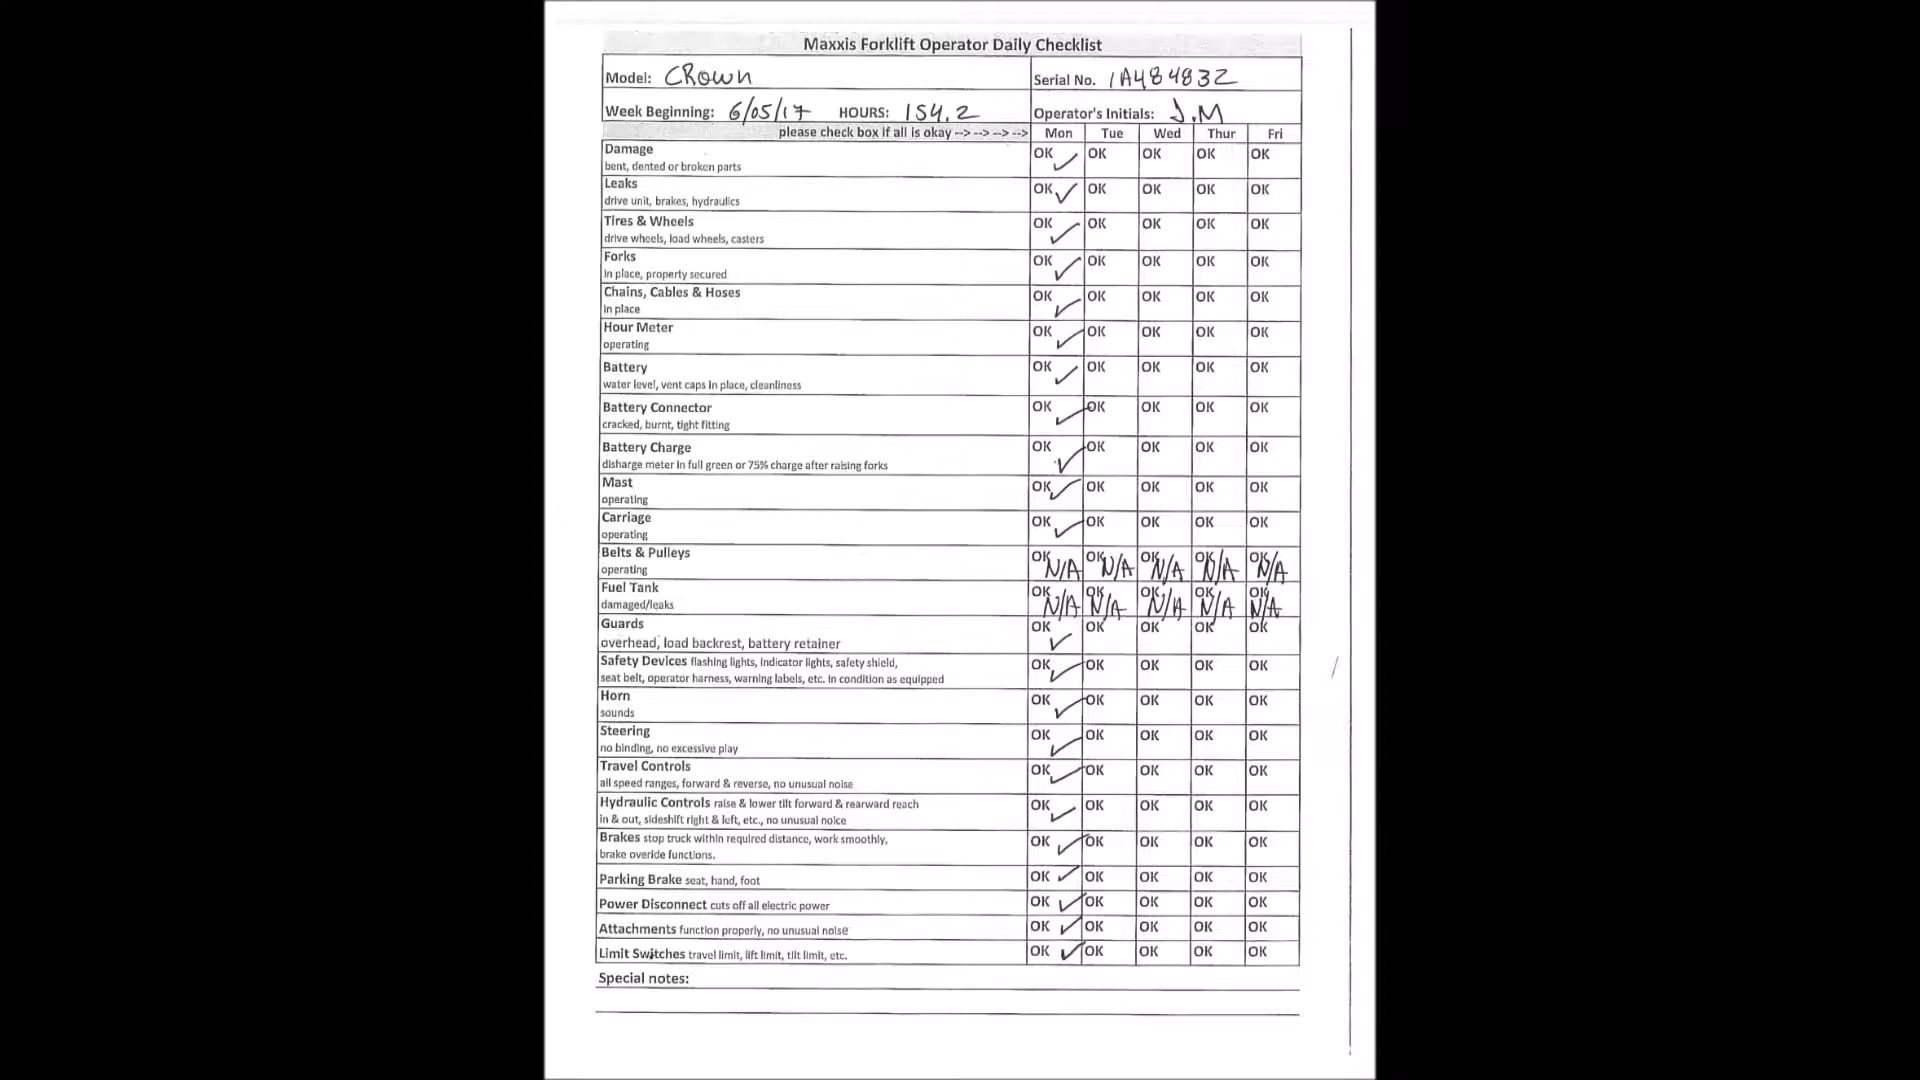 Maxxis Forklift Operator Daily Checklist
Model: CROWN Serial No. 1A484832
Week Beginning: 6/05/17 HOURS: 154.2 Operator's Initials: J.M
please check box if all is okay --> --> --> --> Mon Tue Wed Thur Fri
Damage
bent, dented or broken parts
OK ✓ OK OK OK OK
Leaks
drive unit, brakes, hydraulics
OK ✓ OK OK OK OK
Tires & Wheels
drive wheels, load wheels, casters
OK ✓ OK OK OK OK
Forks
in place, property secured
OK ✓ OK OK OK OK
Chains, Cables & Hoses
in place
OK ✓ OK OK OK OK
Hour Meter
operating
OK ✓ OK OK OK OK
Battery
water level, vent caps in place, cleanliness
OK ✓ OK OK OK OK
Battery Connector
cracked, burnt, tight fitting
OK ✓ OK OK OK OK
Battery Charge
disharge meter in full green or 75% charge after raising forks
OK ✓ OK OK OK OK
Mast
operating
OK ✓ OK OK OK OK
Carriage
operating
OK ✓ OK OK OK OK
Belts & Pulleys
operating
OK N/A OK N/A OK N/A OK N/A OK N/A
Fuel Tank
damaged/leaks
OK N/A OK N/A OK N/A OK N/A OK N/A
Guards
overhead, load backrest, battery retainer
OK ✓ OK OK OK OK
Safety Devices flashing lights, indicator lights, safety shield,
seat belt, operator harness, warning labels, etc. in condition as equipped
OK ✓ OK OK OK OK
Horn
sounds
OK ✓ OK OK OK OK
Steering
no binding, no excessive play
OK ✓ OK OK OK OK
Travel Controls
all speed ranges, forward & reverse, no unusual noise
OK ✓ OK OK OK OK
Hydraulic Controls raise & lower tilt forward & rearward reach
in & out, sideshift right & left, etc., no unusual noice
OK ✓ OK OK OK OK
Brakes stop truck within required distance, work smoothly,
brake overide functions.
OK ✓ OK OK OK OK
Parking Brake seat, hand, foot OK ✓ OK OK OK OK
Power Disconnect cuts off all electric power OK ✓ OK OK OK OK
Attachments function properly, no unusual noise OK ✓ OK OK OK OK
Limit Switches travel limit, lift limit, tilt limit, etc. OK ✓ OK OK OK OK
Special notes: